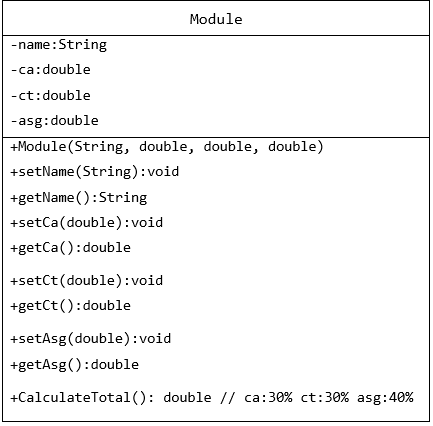 Module
-name:String
-ca:double
-ct:double
-asg:double
+Module(String, double, double, double)
+setName(String):void
+getName():String
+setCa(double):void
+getCa():double
+setCt(double):void
+getCt():double
+setAsg(double):void
+getAsg():double
+CalculateTotal(): double // ca:30% ct:30% asg:40%